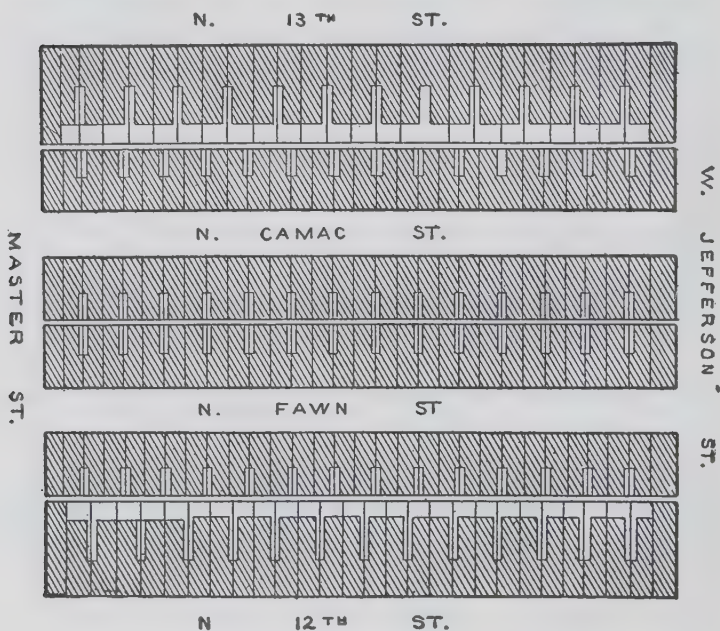 N. 13TH ST.
N. CAMAC ST.
MASTER ST.
W. JEFFERSON ST.
N. FAWN ST
N 12TH ST.